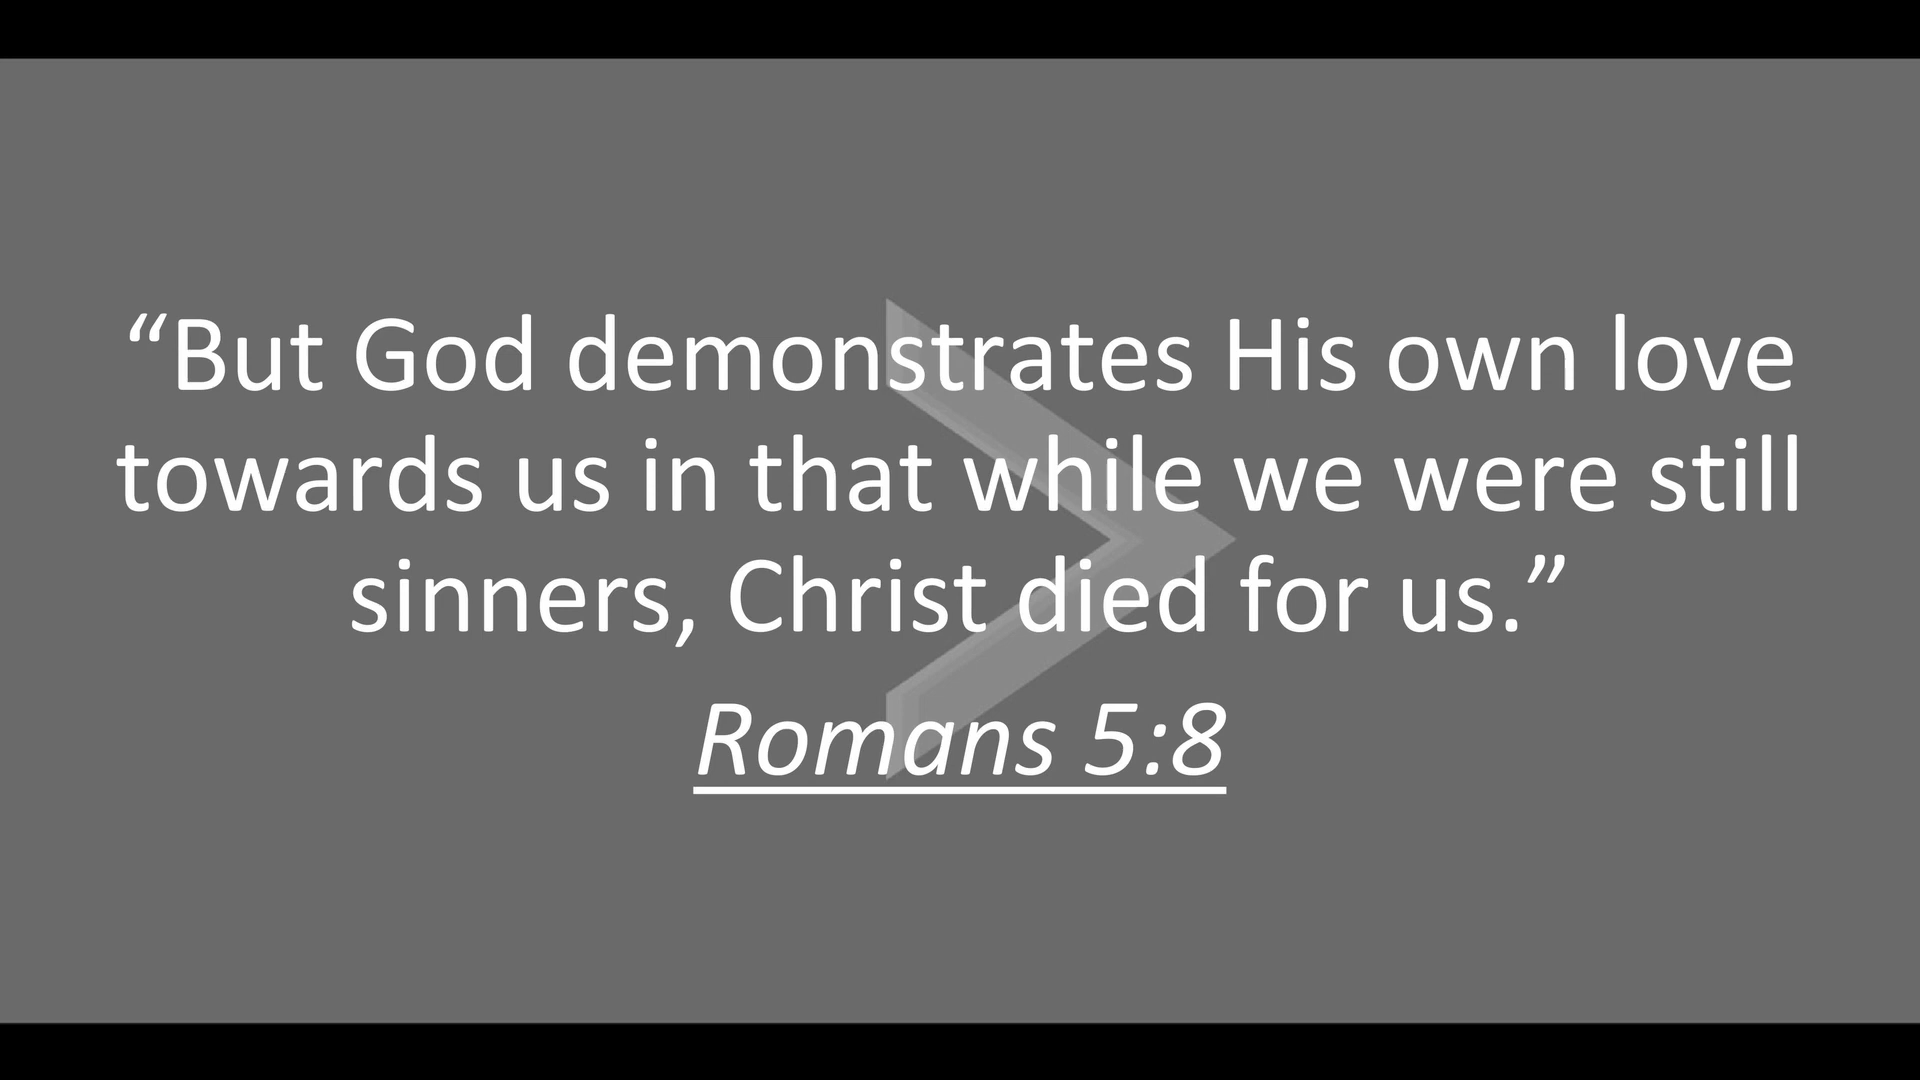 “But God demonstrates His own love
towards us in that while we were still
sinners, Christ died for us.”
Romans 5:8